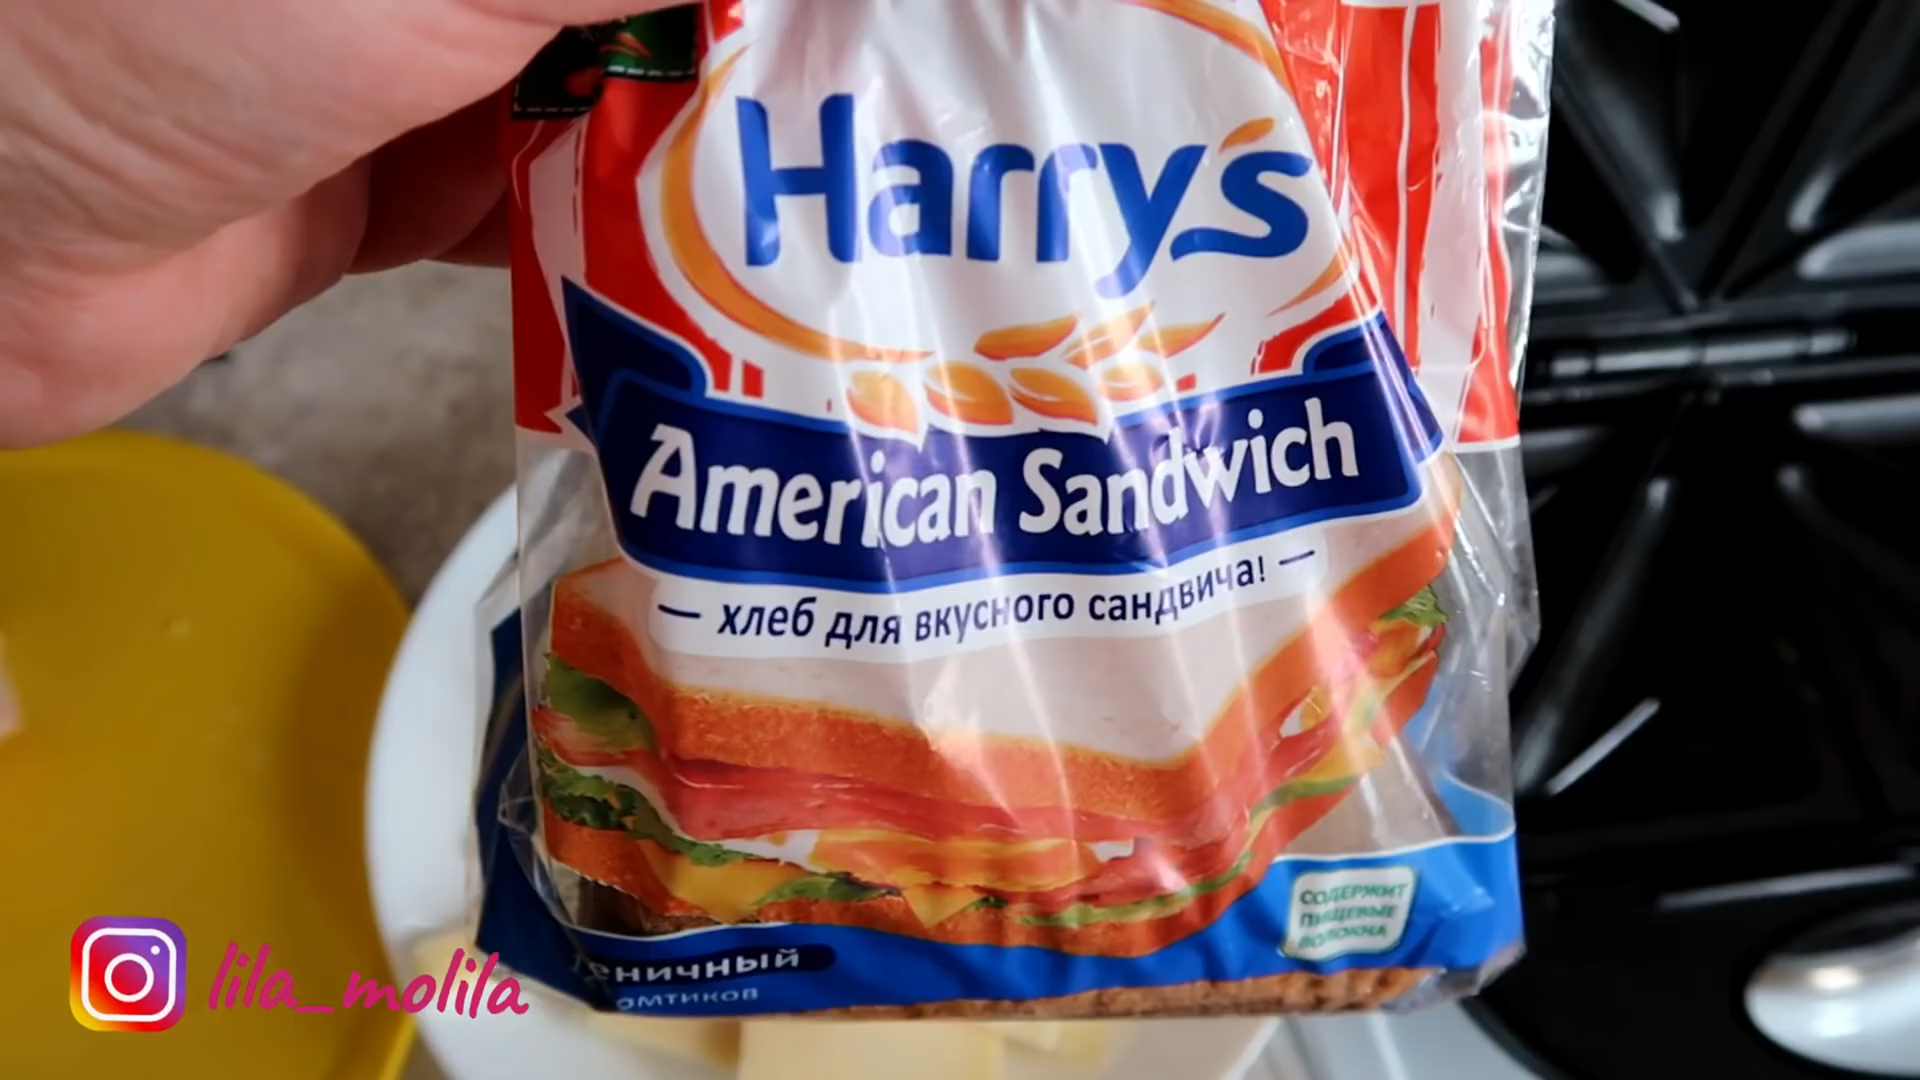 Harry's
American Sandwich
— хлеб для вкусного сандвича! —
СОДЕРЖИТ
ПИЩЕВЫЕ
ВОЛОКНА
lila_molila